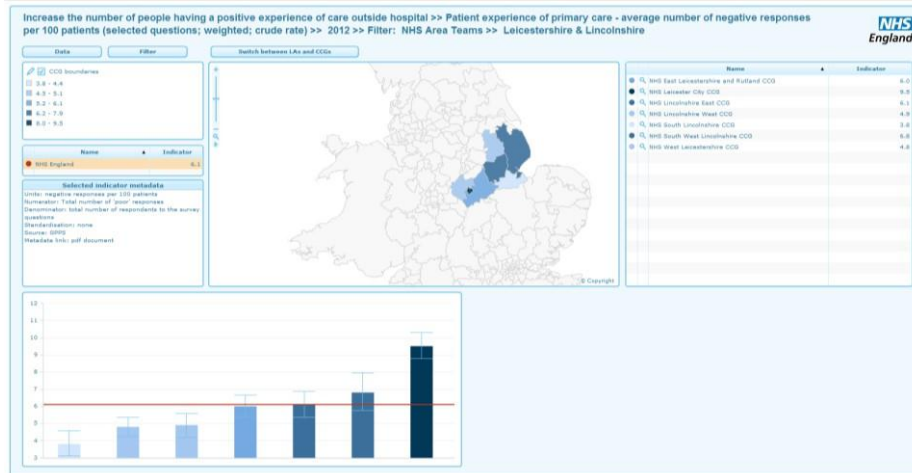 Increase the number of people having a positive experience of care outside hospital >> Patient experience of primary care - average number of negative responses
per 100 patients (selected questions; weighted; crude rate) >> 2012 >> Filter: NHS Area Teams >> Leicestershire & Lincolnshire
NHS
England
Data
Filter
Switch between LAs and CCGs
CCG boundaries
3.8 - 4.4
4.5 - 5.1
5.2 - 6.1
6.2 - 7.9
8.0 - 9.5
Name Indicator
NHS England 6.1
Selected indicator metadata
Units: negative responses per 100 patients
Numerator: Total number of 'poor' responses
Denominator: total number of respondents to the survey
questions
Standardisation: none
Source: GPPS
Metadata link: pdf document
© Copyright
Name Indicator
NHS East Leicestershire and Rutland CCG 6.0
NHS Leicester City CCG 9.5
NHS Lincolnshire East CCG 6.1
NHS Lincolnshire West CCG 4.9
NHS South Lincolnshire CCG 3.8
NHS South West Lincolnshire CCG 6.8
NHS West Leicestershire CCG 4.8
12
11
10
9
8
7
6
5
4
3